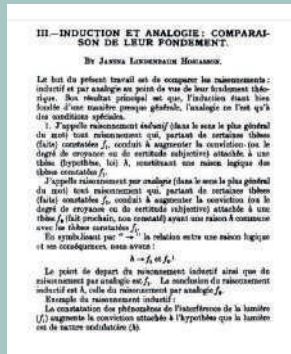 III.—INDUCTION ET ANALOGIE: COMPARAI-
SON DE LEUR FONDEMENT.
BY JANINA LINDENBAUM HOSIASSON.
Le but du présent travail est de comparer les raisonnements :
inductif et par analogie au point de vue de leur fondement théo-
rique. Son résultat principal est que, l'induction étant bien
fondée d'une manière presque générale, l'analogie ne l'est qu'à
des conditions spéciales.
1. J'appelle raisonnement inductif (dans le sens le plus général
du mot) tout raisonnement qui, partant de certaines thèses
(faits) constatées f₁, conduit à augmenter la conviction (ou le
degré de croyance ou de certitude subjective) attachée à une
thèse (hypothèse, loi) h, constituant une raison logique des
thèses constatées f₁.
J'appelle raisonnement par analogie (dans le sens le plus général
du mot) tout raisonnement qui, partant de certaines thèses
(faits) constatées f₁, conduit à augmenter la conviction (ou le
degré de croyance ou de certitude subjective) attachée à une
thèse f₂ (fait prochain, non constaté) ayant une raison h commune
avec les thèses constatées f₁.
En symbolisant par "→" la relation entre une raison logique
et ses conséquences, nous avons :
h → f₁ et f₂ !
Le point de départ du raisonnement inductif ainsi que du
raisonnement par analogie est f₁. La conclusion du raisonnement
inductif est h, celle du raisonnement par analogie f₂.
Exemple du raisonnement inductif :
La constatation des phénomènes de l'interférence de la lumière
(f₁) augmente la conviction attachée à l'hypothèse que la lumière
est de nature ondulatoire (h).